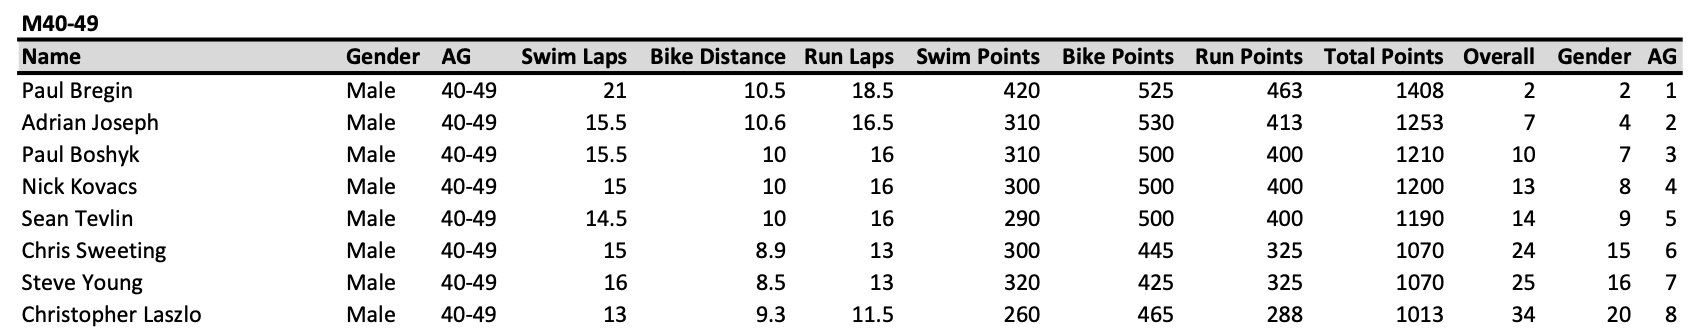 M40-49
Name Gender AG Swim Laps Bike Distance Run Laps Swim Points Bike Points Run Points Total Points Overall Gender AG
Paul Bregin Male 40-49 21 10.5 18.5 420 525 463 1408 2 2 1
Adrian Joseph Male 40-49 15.5 10.6 16.5 310 530 413 1253 7 4 2
Paul Boshyk Male 40-49 15.5 10 16 310 500 400 1210 10 7 3
Nick Kovacs Male 40-49 15 10 16 300 500 400 1200 13 8 4
Sean Tevlin Male 40-49 14.5 10 16 290 500 400 1190 14 9 5
Chris Sweeting Male 40-49 15 8.9 13 300 445 325 1070 24 15 6
Steve Young Male 40-49 16 8.5 13 320 425 325 1070 25 16 7
Christopher Laszlo Male 40-49 13 9.3 11.5 260 465 288 1013 34 20 8